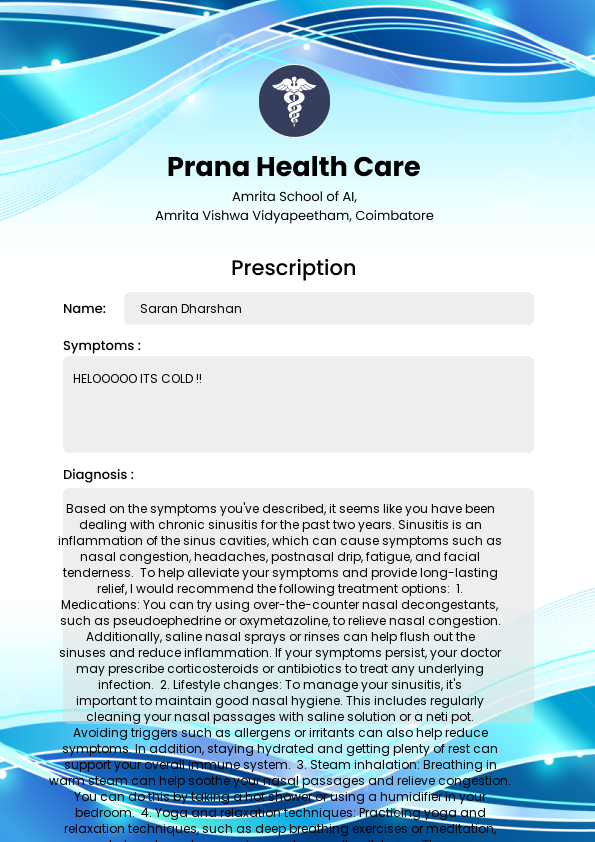 Prana Health Care
Amrita School of AI,
Amrita Vishwa Vidyapeetham, Coimbatore
Prescription
Name: Saran Dharshan
Symptoms :
HELOOOOO ITS COLD !!
Diagnosis :
Based on the symptoms you've described, it seems like you have been
dealing with chronic sinusitis for the past two years. Sinusitis is an
inflammation of the sinus cavities, which can cause symptoms such as
nasal congestion, headaches, postnasal drip, fatigue, and facial
tenderness.  To help alleviate your symptoms and provide long-lasting
relief, I would recommend the following treatment options:  1.
Medications: You can try using over-the-counter nasal decongestants,
such as pseudoephedrine or oxymetazoline, to relieve nasal congestion.
Additionally, saline nasal sprays or rinses can help flush out the
sinuses and reduce inflammation. If your symptoms persist, your doctor
may prescribe corticosteroids or antibiotics to treat any underlying
infection.  2. Lifestyle changes: To manage your sinusitis, it's
important to maintain good nasal hygiene. This includes regularly
cleaning your nasal passages with saline solution or a neti pot.
Avoiding triggers such as allergens or irritants can also help reduce
symptoms. In addition, staying hydrated and getting plenty of rest can
support your overall immune system.  3. Steam inhalation: Breathing in
warm steam can help soothe your nasal passages and relieve congestion.
You can do this by taking a hot shower or using a humidifier in your
bedroom.  4. Yoga and relaxation techniques: Practicing yoga and
relaxation techniques, such as deep breathing exercises or meditation,